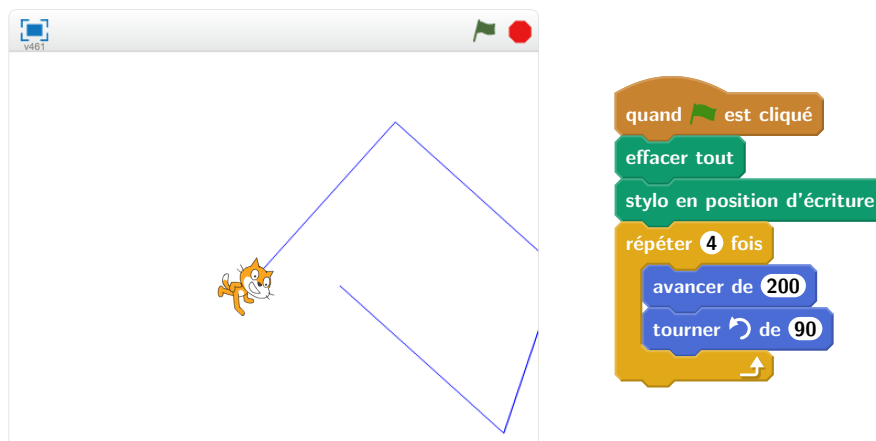 v461
quand est cliqué
effacer tout
stylo en position d'écriture
répéter 4 fois
avancer de 200
tourner de 90